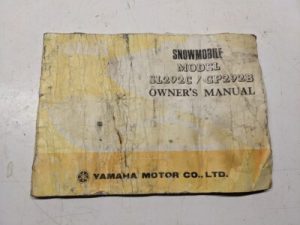 SNOWMOBILE
MODEL
SL292C / GP292B
OWNER'S MANUAL
YAMAHA MOTOR CO., LTD.